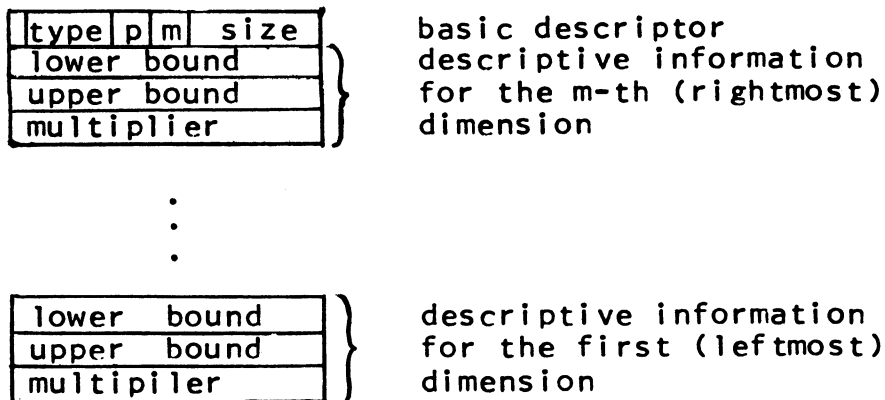 type p m size basic descriptor
lower bound descriptive information
upper bound for the m-th (rightmost)
multiplier dimension
lower bound descriptive information
upper bound for the first (leftmost)
multipiler dimension